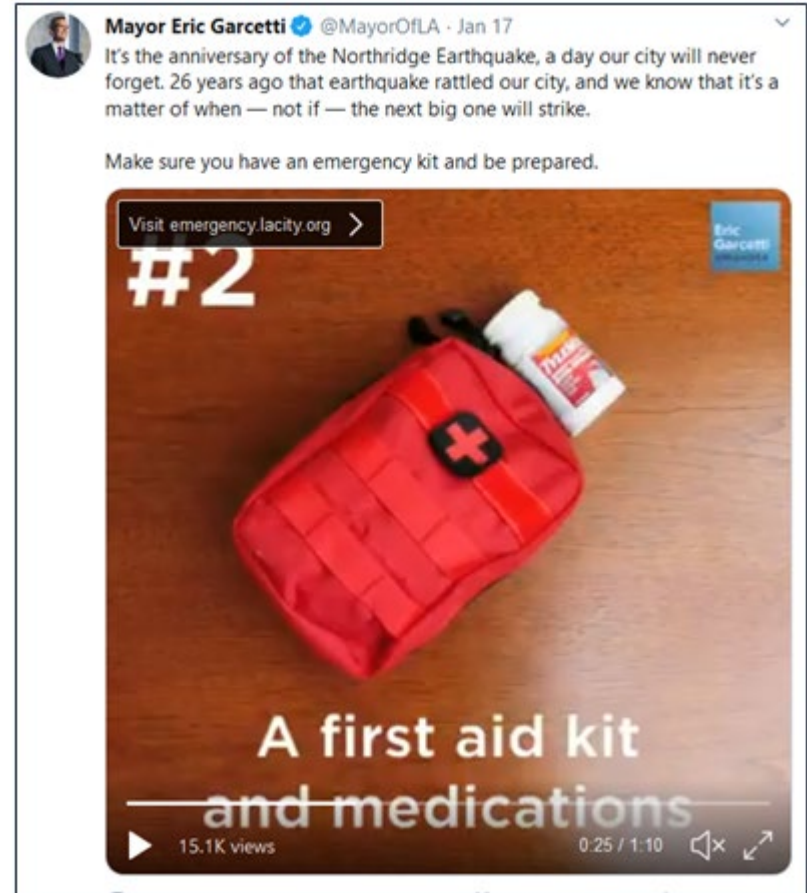 Mayor Eric Garcetti @MayorOfLA · Jan 17
It's the anniversary of the Northridge Earthquake, a day our city will never
forget. 26 years ago that earthquake rattled our city, and we know that it's a
matter of when — not if — the next big one will strike.
Make sure you have an emergency kit and be prepared.
Visit emergency.lacity.org
Eric
Garcetti
#2
TYLENOL
A first aid kit
and medications
15.1K views
0:25 / 1:10